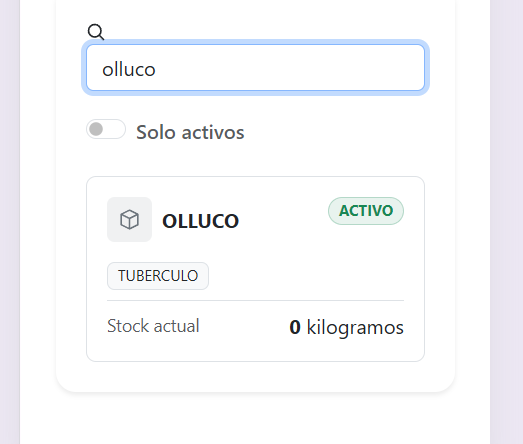 olluco
Solo activos
OLLUCO
ACTIVO
TUBERCULO
Stock actual
0 kilogramos